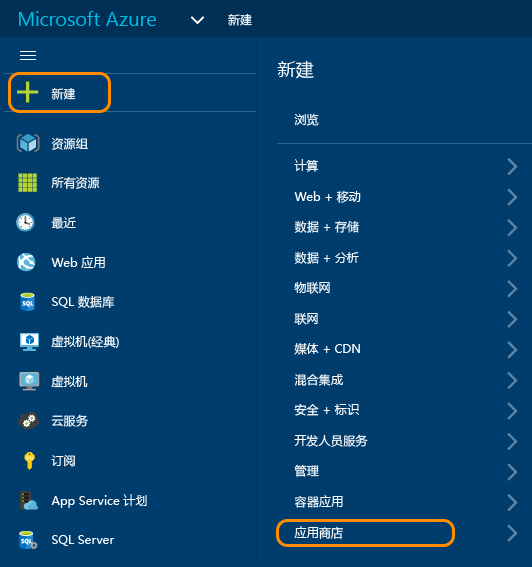 Microsoft Azure
新建
新建
资源组
所有资源
最近
Web 应用
SQL 数据库
虚拟机(经典)
虚拟机
云服务
订阅
App Service 计划
SQL Server
新建
浏览
计算
Web + 移动
数据 + 存储
数据 + 分析
物联网
联网
媒体 + CDN
混合集成
安全 + 标识
开发人员服务
管理
容器应用
应用商店